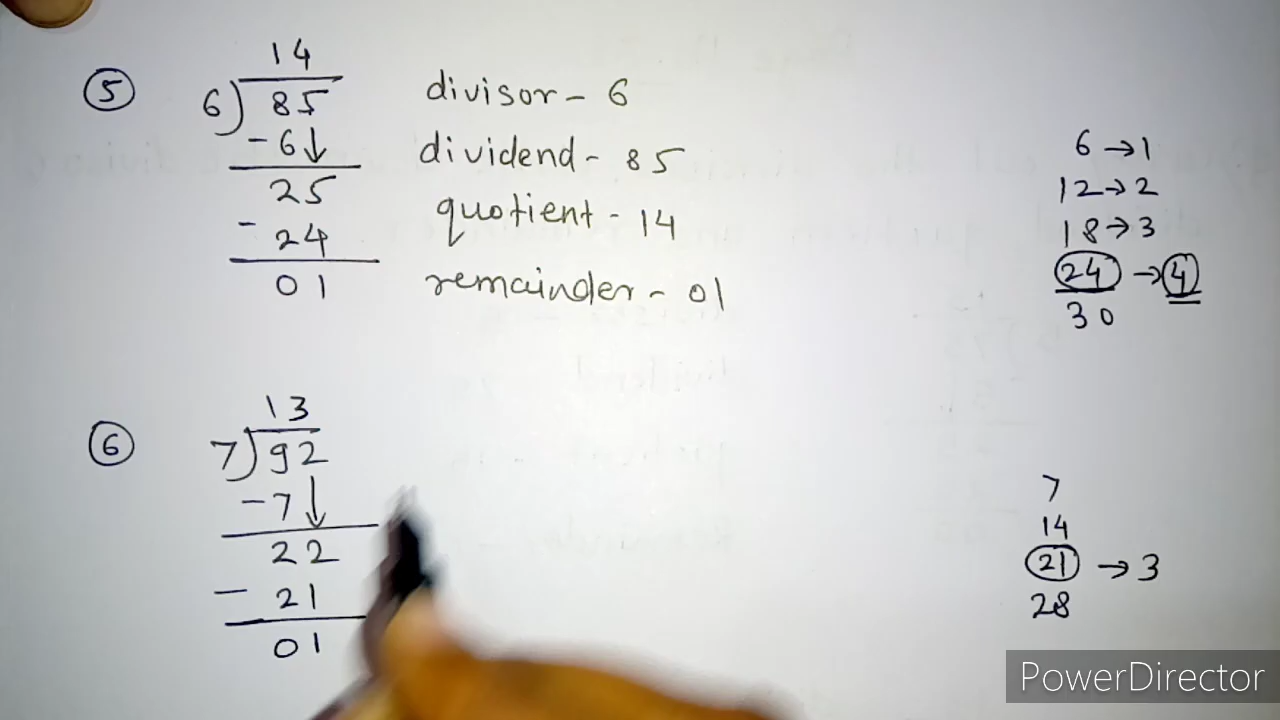 ⑤
14
6) 85
-6↓
25
- 24
01
divisor - 6
dividend - 85
quotient - 14
remainder - 01
6 → 1
12 → 2
18 → 3
24 → 4
30
⑥
13
7) 92
-7↓
22
- 21
01
7
14
21 → 3
28
PowerDirector